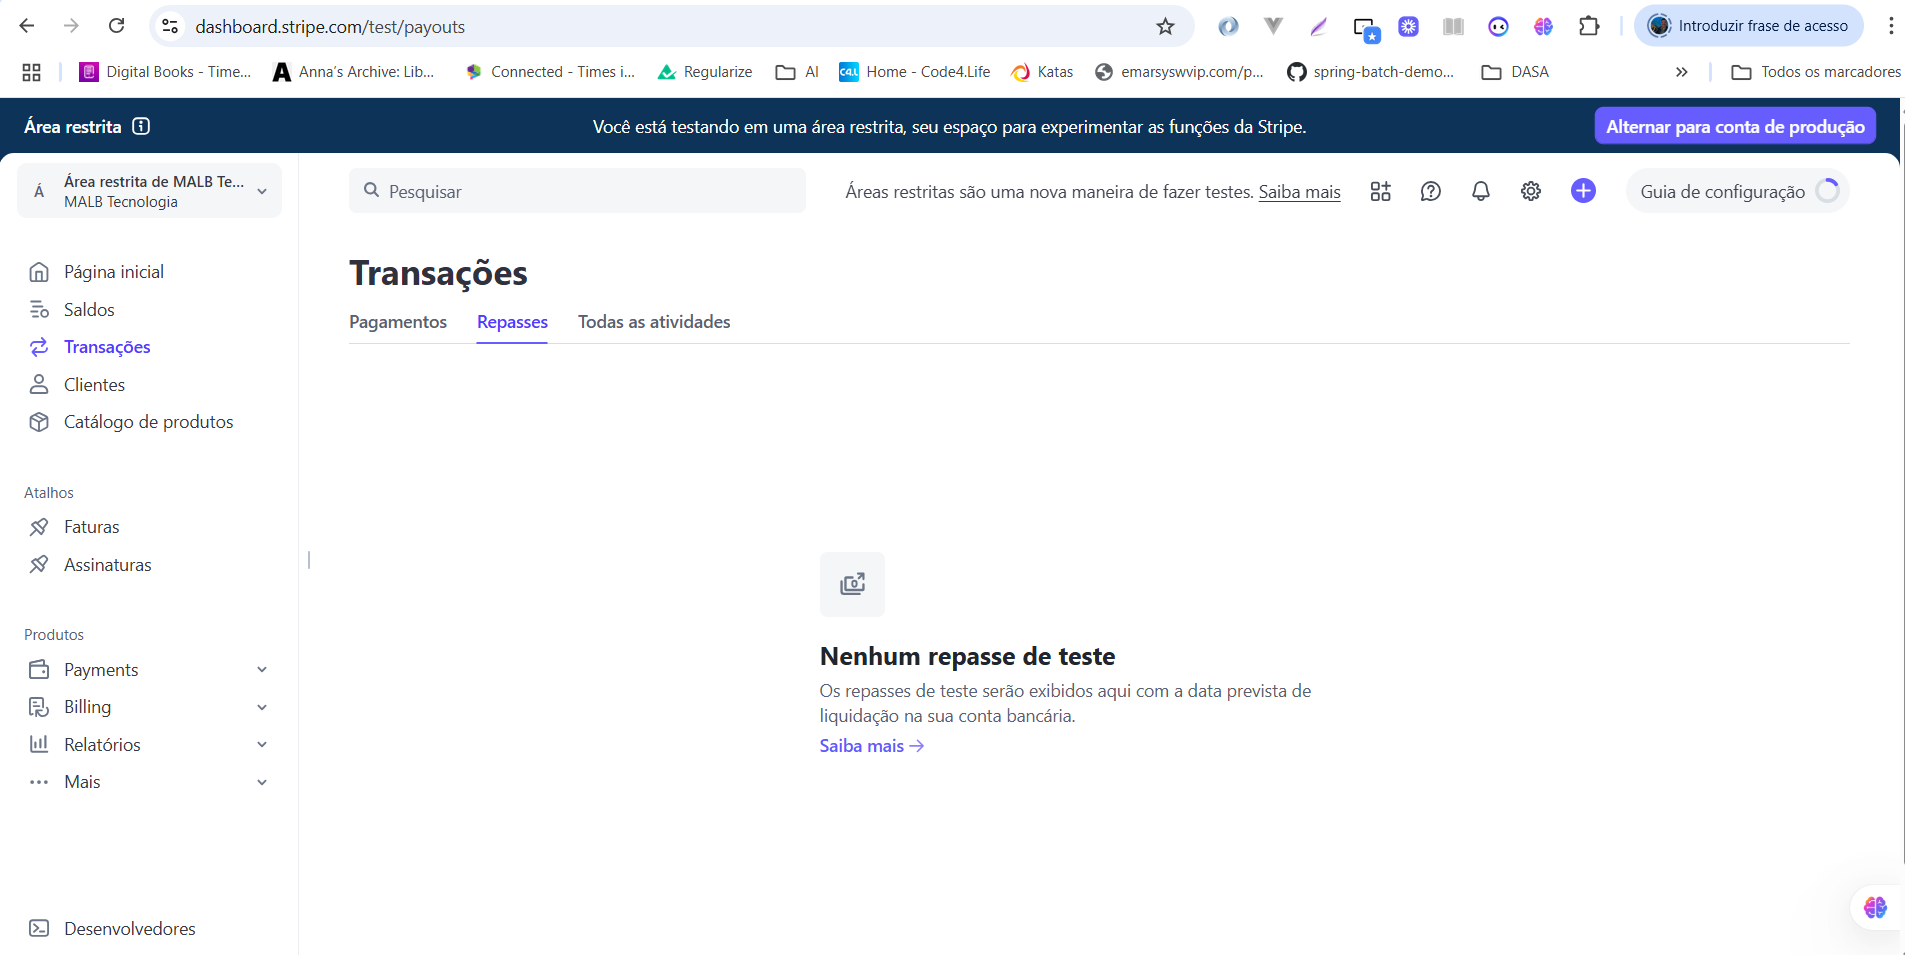 dashboard.stripe.com/test/payouts
Introduzir frase de acesso
Digital Books - Time...
Anna's Archive: Lib...
Connected - Times i...
Regularize
AI
C4L
Home - Code4.Life
Katas
emarsyswvip.com/p...
spring-batch-demo...
DASA
Todos os marcadores
Área restrita
Você está testando em uma área restrita, seu espaço para experimentar as funções da Stripe.
Alternar para conta de produção
Á
Área restrita de MALB Te...
MALB Tecnologia
Pesquisar
Áreas restritas são uma nova maneira de fazer testes. Saiba mais
Guia de configuração
Página inicial
Saldos
Transações
Clientes
Catálogo de produtos
Atalhos
Faturas
Assinaturas
Produtos
Payments
Billing
Relatórios
Mais
Desenvolvedores
Transações
Pagamentos
Repasses
Todas as atividades
Nenhum repasse de teste
Os repasses de teste serão exibidos aqui com a data prevista de
liquidação na sua conta bancária.
Saiba mais